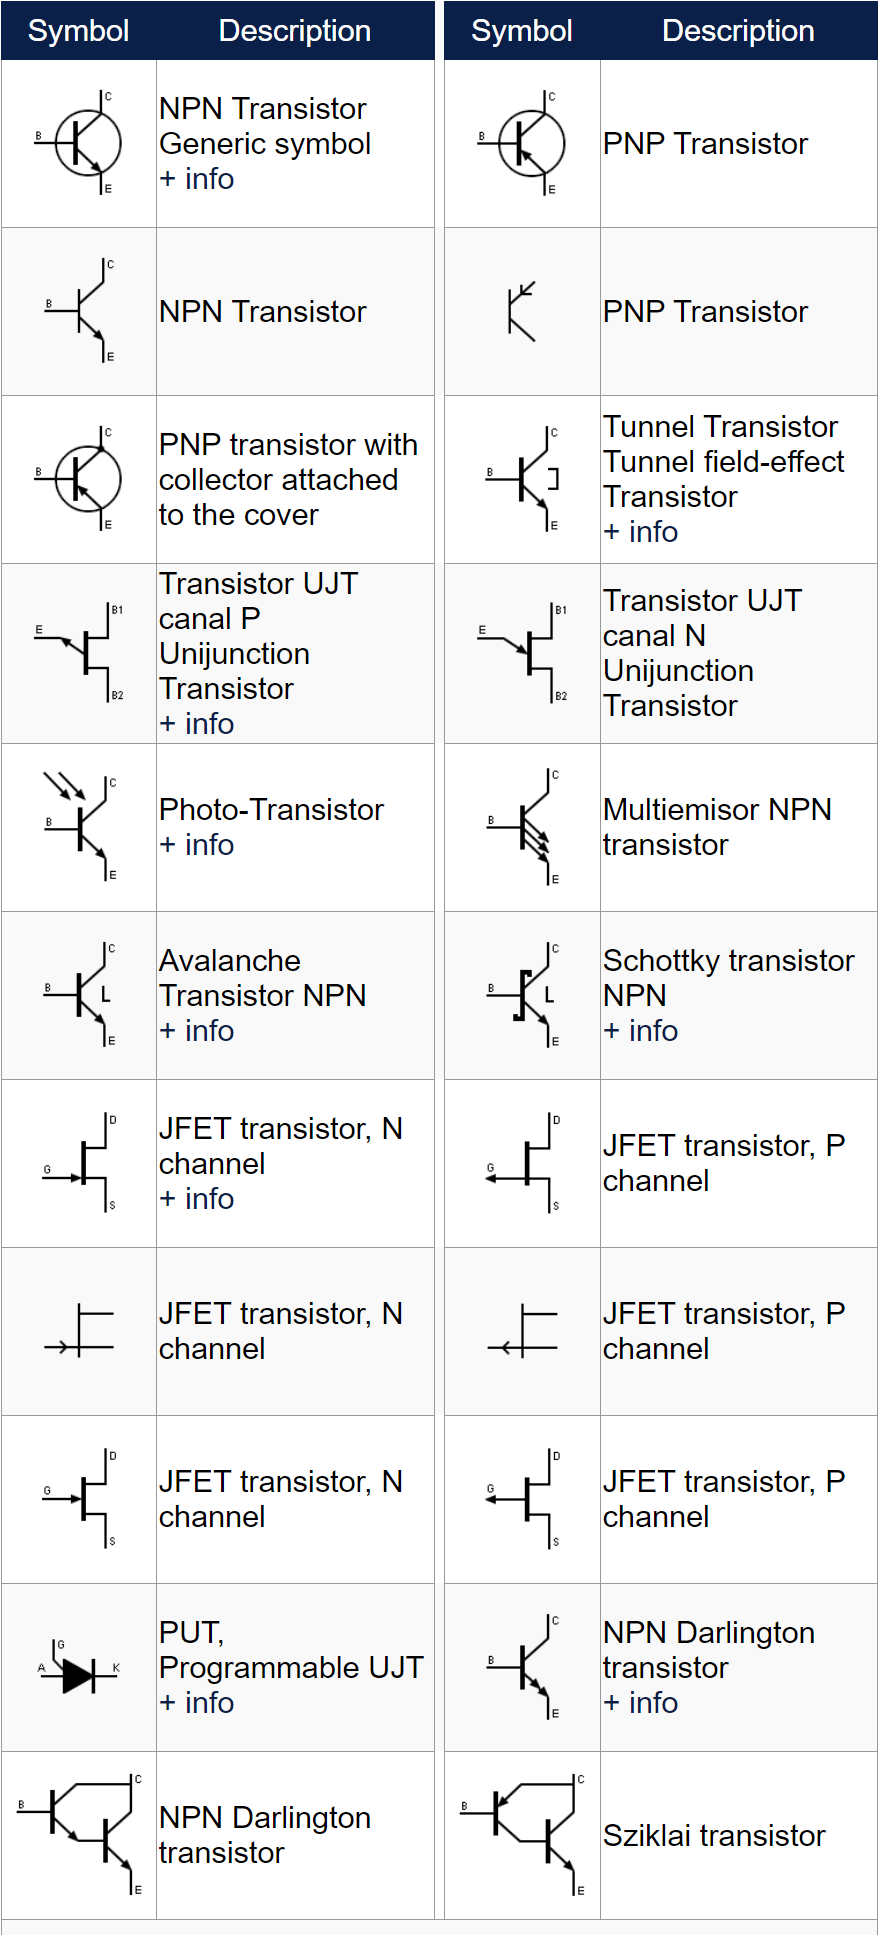 Symbol Description Symbol Description
C
B
E
NPN Transistor
Generic symbol
+ info
C
B
E
PNP Transistor
C
B
E
NPN Transistor
PNP Transistor
C
B
E
PNP transistor with
collector attached
to the cover
C
B
E
Tunnel Transistor
Tunnel field-effect
Transistor
+ info
B1
E
B2
Transistor UJT
canal P
Unijunction
Transistor
+ info
B1
E
B2
Transistor UJT
canal N
Unijunction
Transistor
C
B
E
Photo-Transistor
+ info
C
B
E
Multiemisor NPN
transistor
C
B
E
Avalanche
Transistor NPN
+ info
C
B
E
Schottky transistor
NPN
+ info
D
G
S
JFET transistor, N
channel
+ info
D
G
S
JFET transistor, P
channel
JFET transistor, N
channel
JFET transistor, P
channel
D
G
S
JFET transistor, N
channel
D
G
S
JFET transistor, P
channel
G
A K
PUT,
Programmable UJT
+ info
C
B
E
NPN Darlington
transistor
+ info
C
B
E
NPN Darlington
transistor
C
B
E
Sziklai transistor